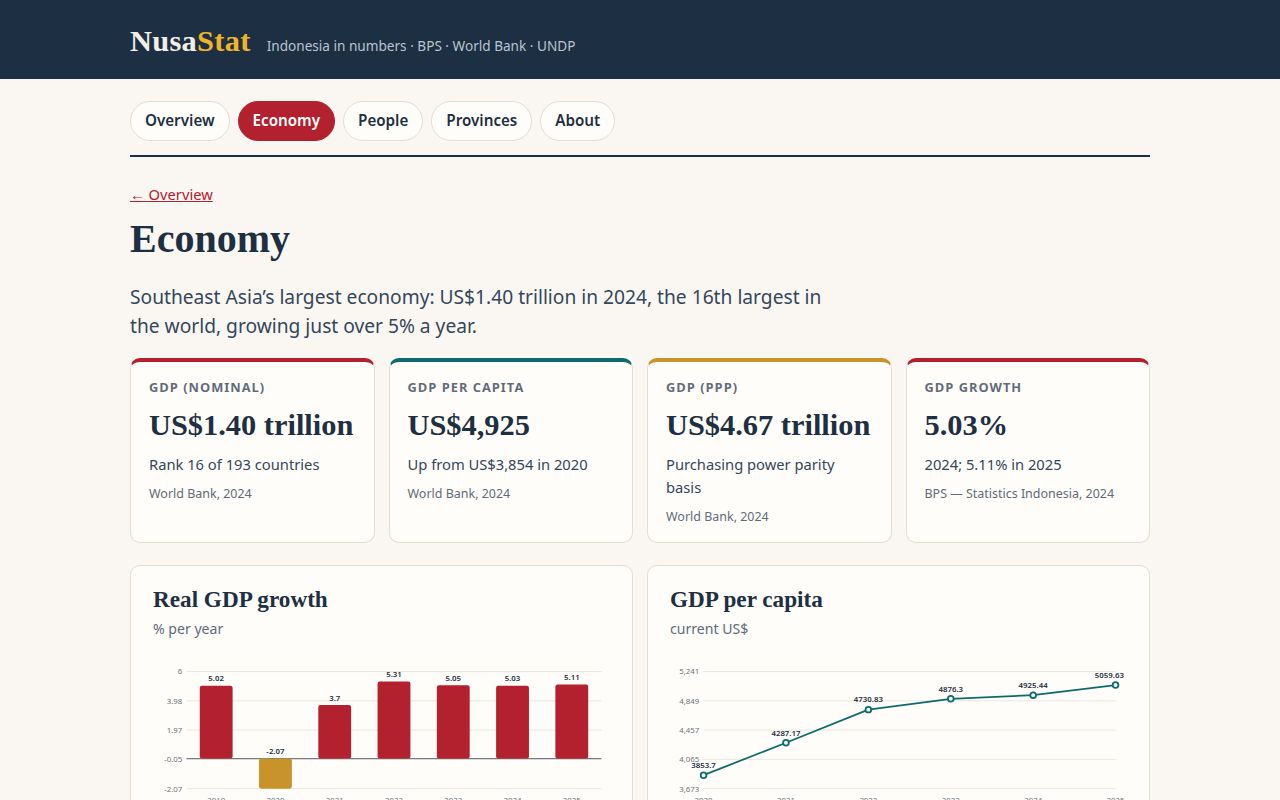 NusaStat Indonesia in numbers · BPS · World Bank · UNDP
Overview Economy People Provinces About
← Overview
Economy
Southeast Asia’s largest economy: US$1.40 trillion in 2024, the 16th largest in
the world, growing just over 5% a year.
GDP (NOMINAL)
US$1.40 trillion
Rank 16 of 193 countries
World Bank, 2024
GDP PER CAPITA
US$4,925
Up from US$3,854 in 2020
World Bank, 2024
GDP (PPP)
US$4.67 trillion
Purchasing power parity
basis
World Bank, 2024
GDP GROWTH
5.03%
2024; 5.11% in 2025
BPS — Statistics Indonesia, 2024
Real GDP growth
% per year
6
3.98
1.97
-0.05
-2.07
5.02
-2.07
3.7
5.31
5.05
5.03
5.11
GDP per capita
current US$
5,241
4,849
4,457
4,065
3,673
3853.7
4287.17
4730.83
4876.3
4925.44
5059.63